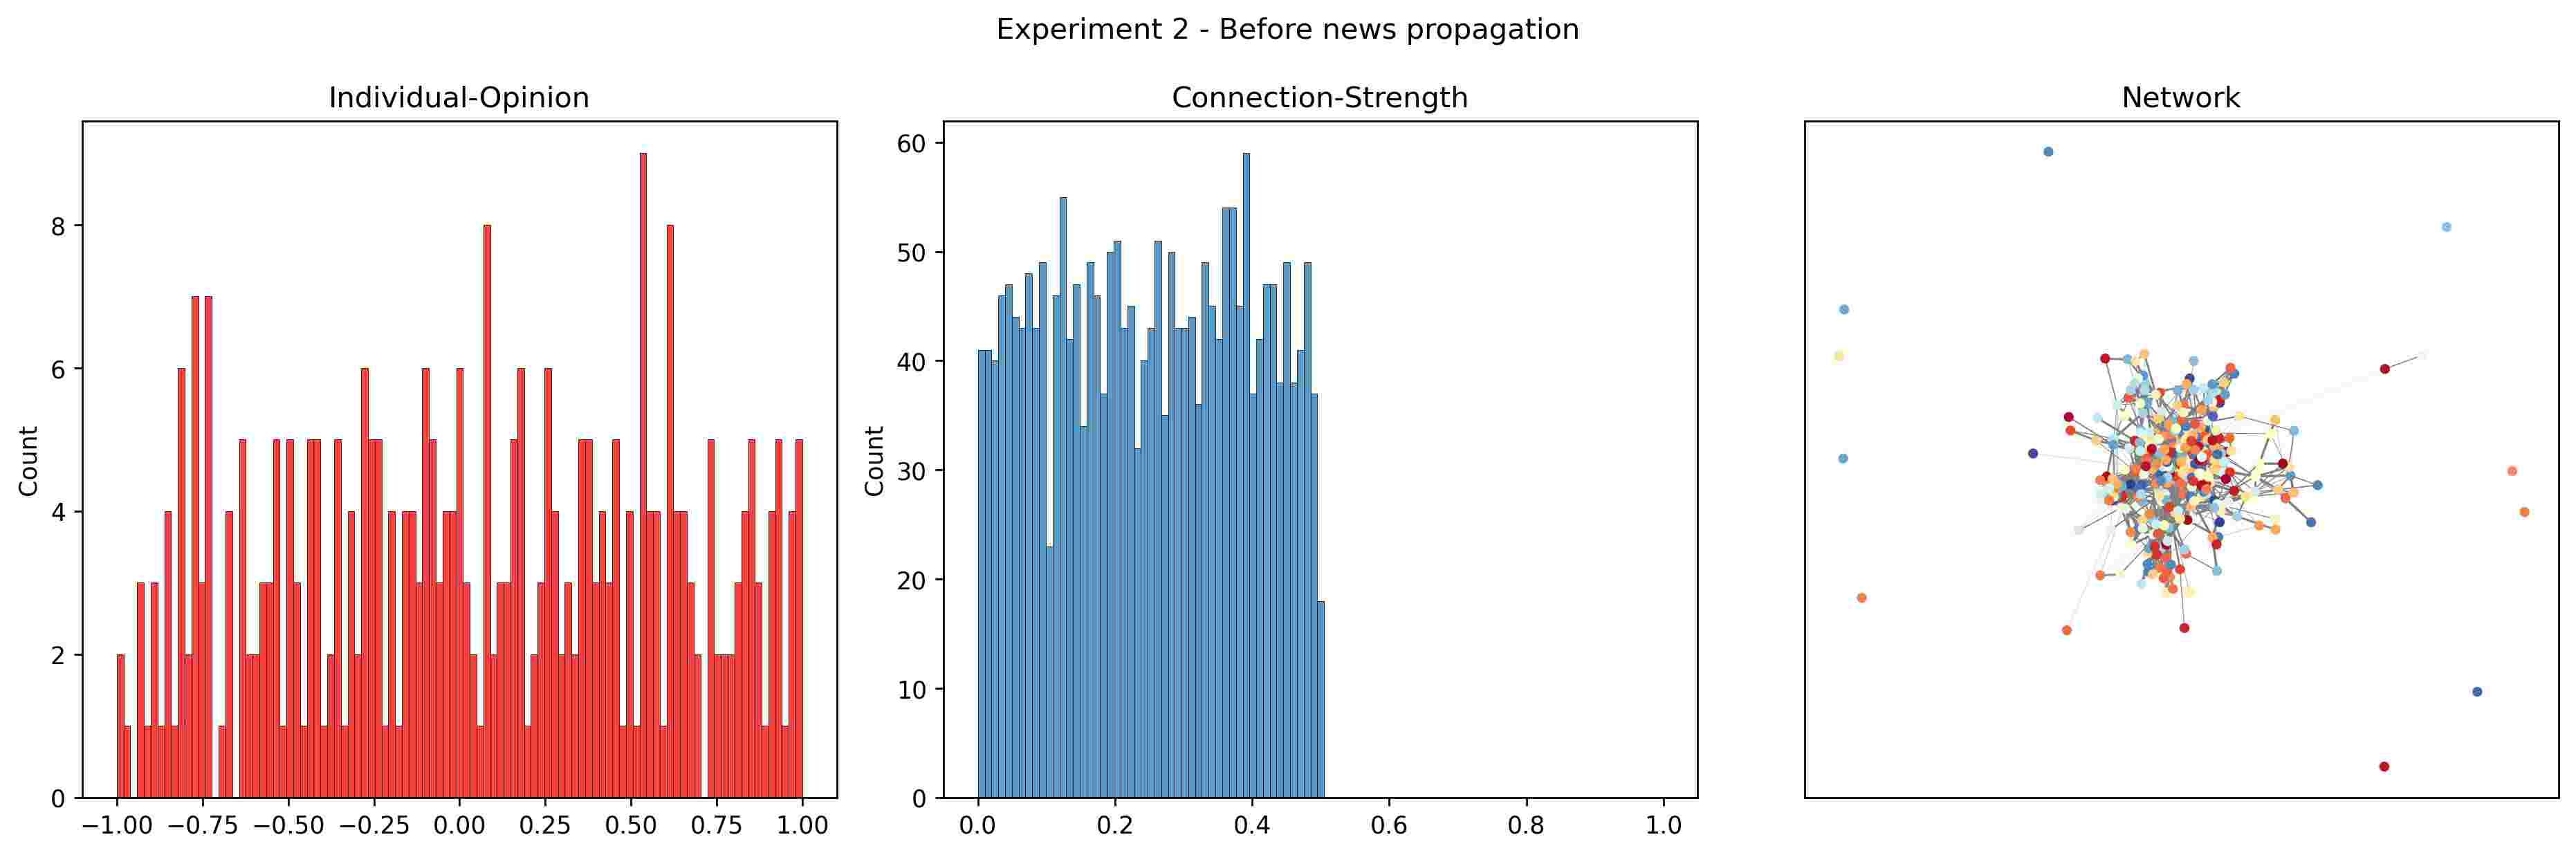 Experiment 2 - Before news propagation
Individual-Opinion
Count
0
2
4
6
8
−1.00 −0.75 −0.50 −0.25 0.00 0.25 0.50 0.75 1.00
Connection-Strength
Count
0
10
20
30
40
50
60
0.0 0.2 0.4 0.6 0.8 1.0
Network